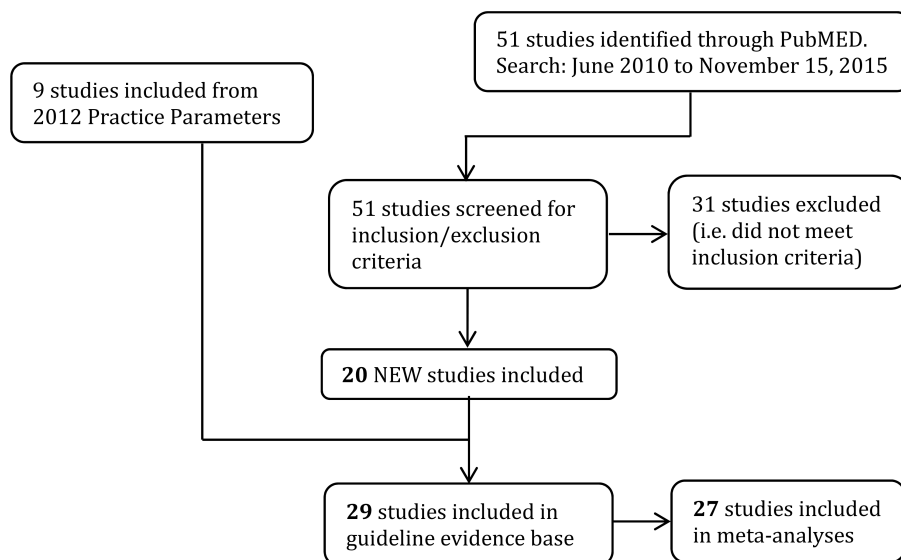 51 studies identified through PubMED.
Search: June 2010 to November 15, 2015
9 studies included from
2012 Practice Parameters
51 studies screened for
inclusion/exclusion
criteria
31 studies excluded
(i.e. did not meet
inclusion criteria)
20 NEW studies included
29 studies included in
guideline evidence base
27 studies included
in meta-analyses